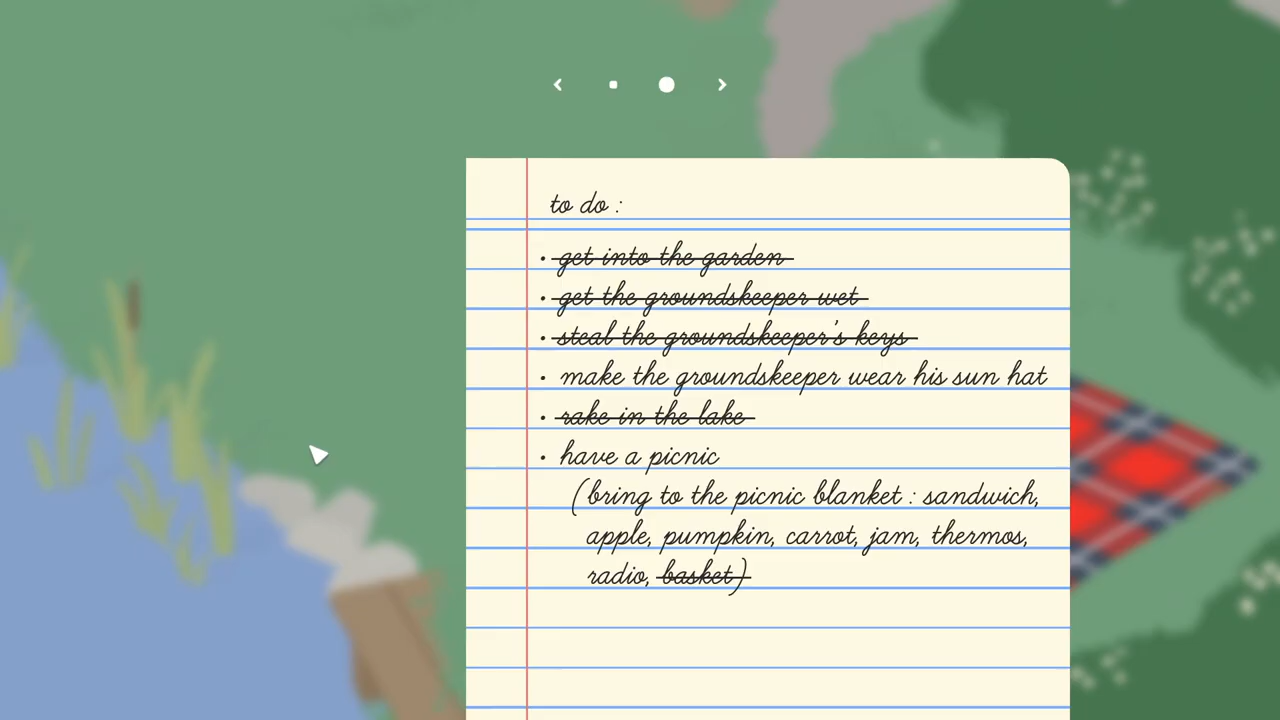 to do :
• get into the garden
• get the groundskeeper wet
• steal the groundskeeper's keys
• make the groundskeeper wear his sun hat
• rake in the lake
• have a picnic
(bring to the picnic blanket : sandwich,
apple, pumpkin, carrot, jam, thermos,
radio, basket)